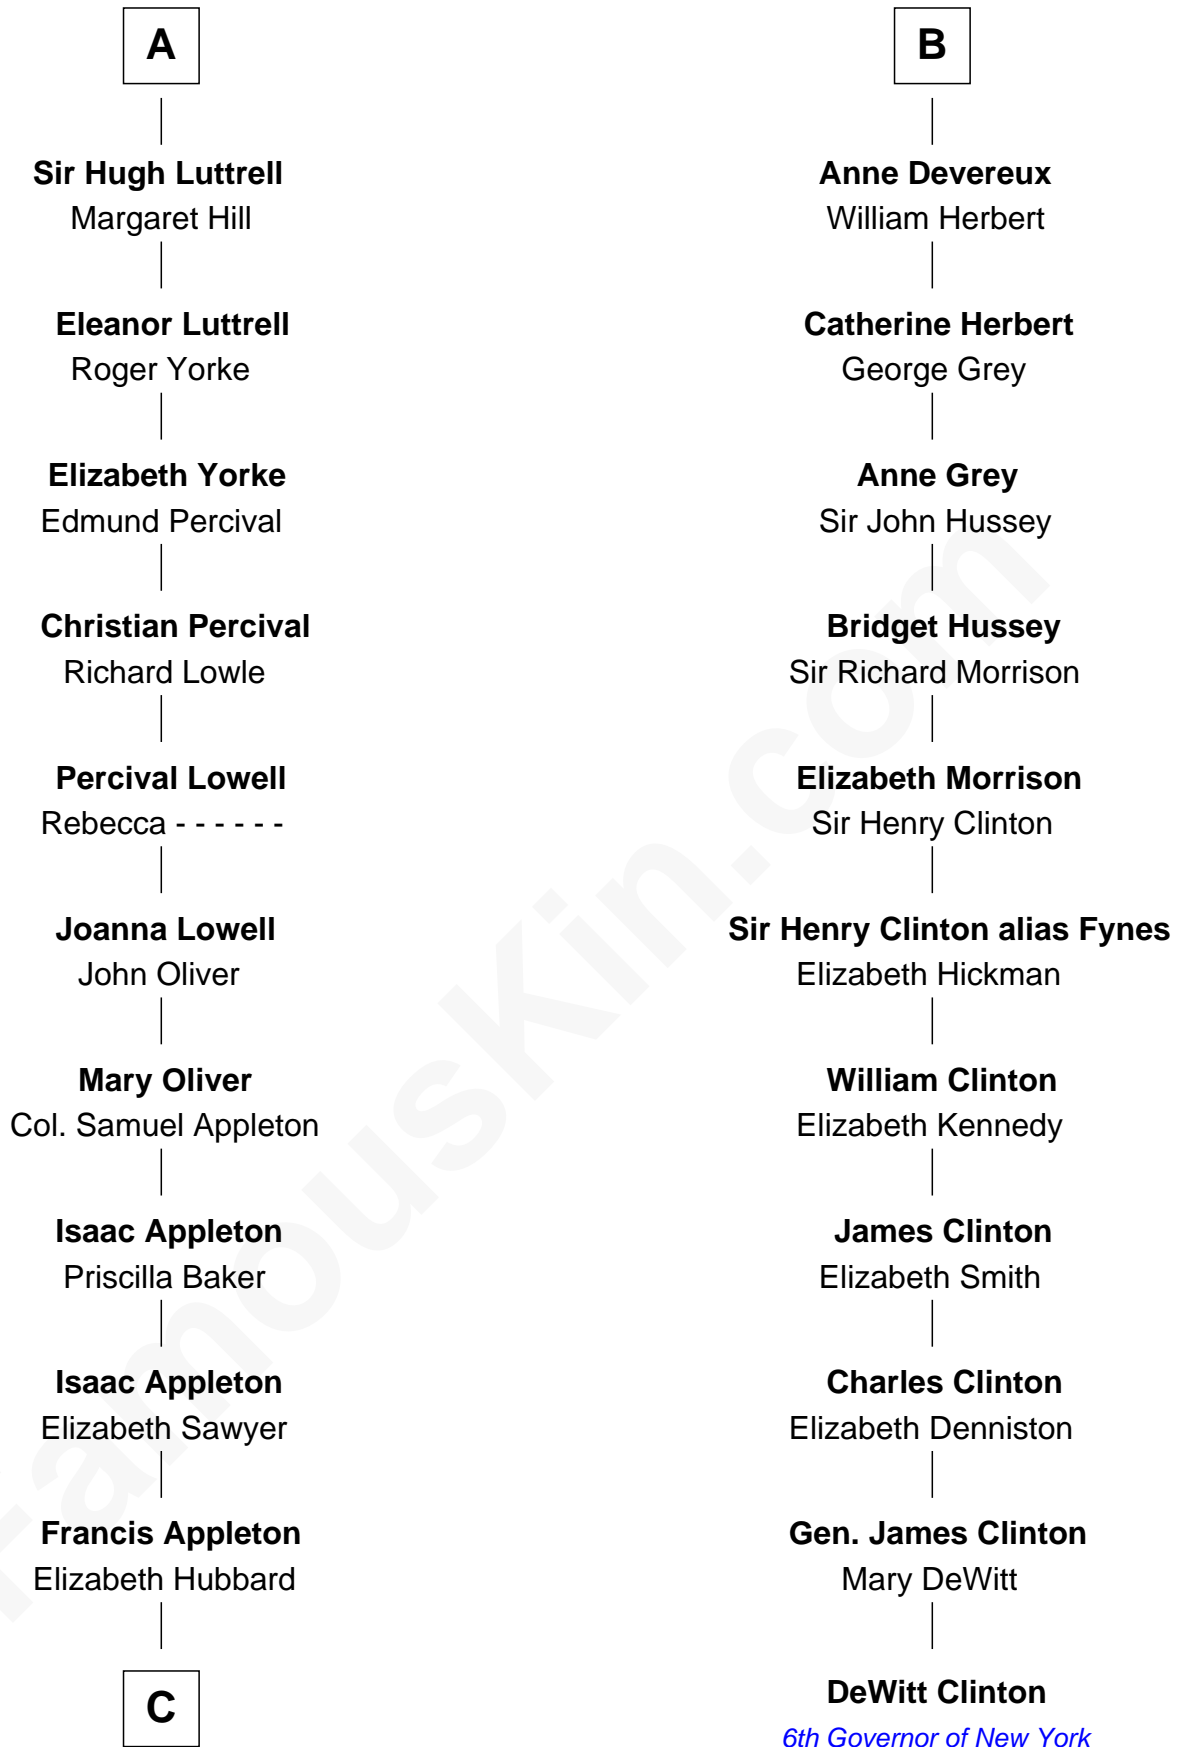 A
Sir Hugh Luttrell
Margaret Hill
Eleanor Luttrell
Roger Yorke
Elizabeth Yorke
Edmund Percival
Christian Percival
Richard Lowle
Percival Lowell
Rebecca - - - - - -
Joanna Lowell
John Oliver
Mary Oliver
Col. Samuel Appleton
Isaac Appleton
Priscilla Baker
Isaac Appleton
Elizabeth Sawyer
Francis Appleton
Elizabeth Hubbard
C
B
Anne Devereux
William Herbert
Catherine Herbert
George Grey
Anne Grey
Sir John Hussey
Bridget Hussey
Sir Richard Morrison
Elizabeth Morrison
Sir Henry Clinton
Sir Henry Clinton alias Fynes
Elizabeth Hickman
William Clinton
Elizabeth Kennedy
James Clinton
Elizabeth Smith
Charles Clinton
Elizabeth Denniston
Gen. James Clinton
Mary DeWitt
DeWitt Clinton
6th Governor of New York
FamousKin.com